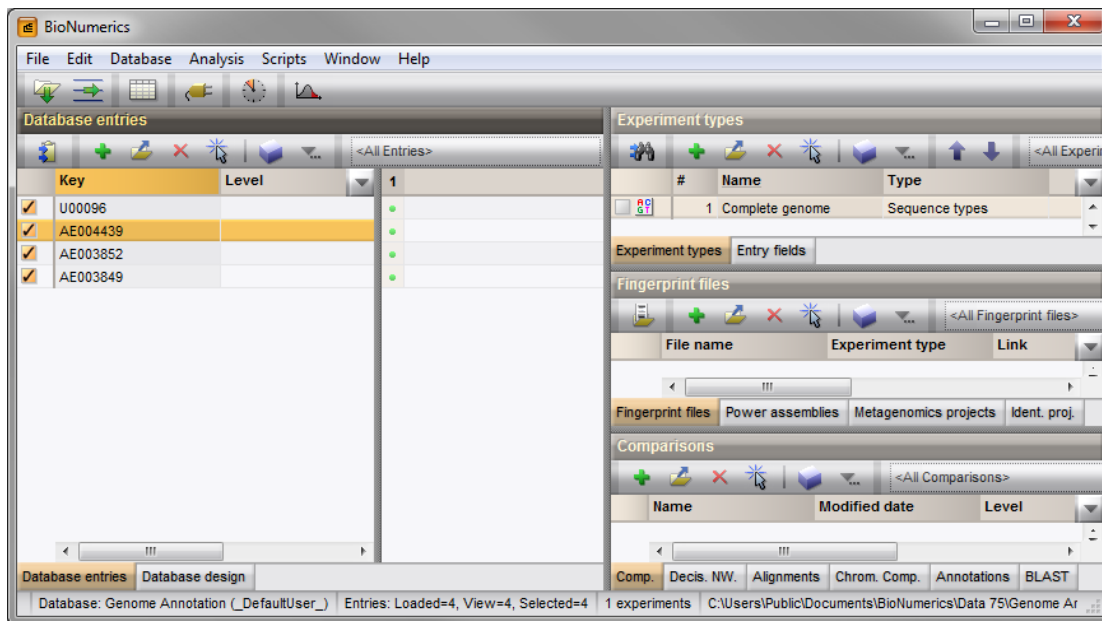 BioNumerics
File Edit Database Analysis Scripts Window Help
Database entries
<All Entries>
Key Level 1
U00096
AE004439
AE003852
AE003849
Database entries Database design
Experiment types
<All Experi
# Name Type
1 Complete genome Sequence types
Experiment types Entry fields
Fingerprint files
<All Fingerprint files>
File name Experiment type Link
Fingerprint files Power assemblies Metagenomics projects Ident. proj.
Comparisons
<All Comparisons>
Name Modified date Level
Comp. Decis. NW. Alignments Chrom. Comp. Annotations BLAST
Database: Genome Annotation (_DefaultUser_) Entries: Loaded=4, View=4, Selected=4 1 experiments C:\Users\Public\Documents\BioNumerics\Data 75\Genome Ar